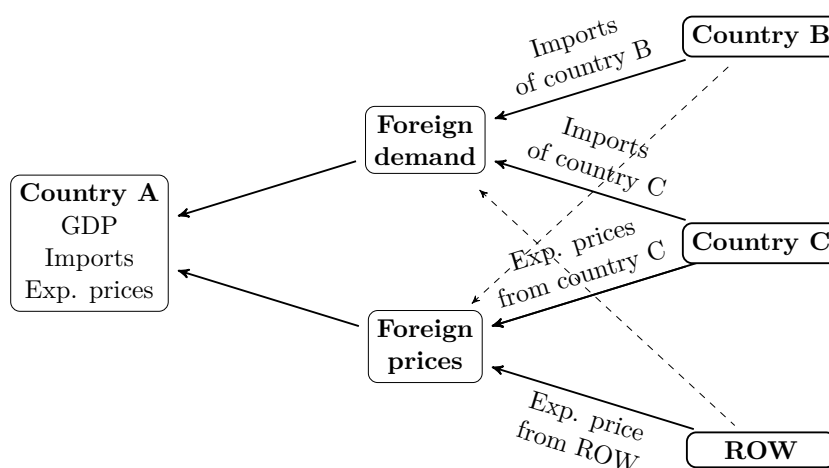 Country B
Imports
of country B
Foreign
demand
Imports
of country C
Country A
GDP
Imports
Exp. prices
Country C
Exp. prices
from country C
Foreign
prices
Exp. price
from ROW
ROW